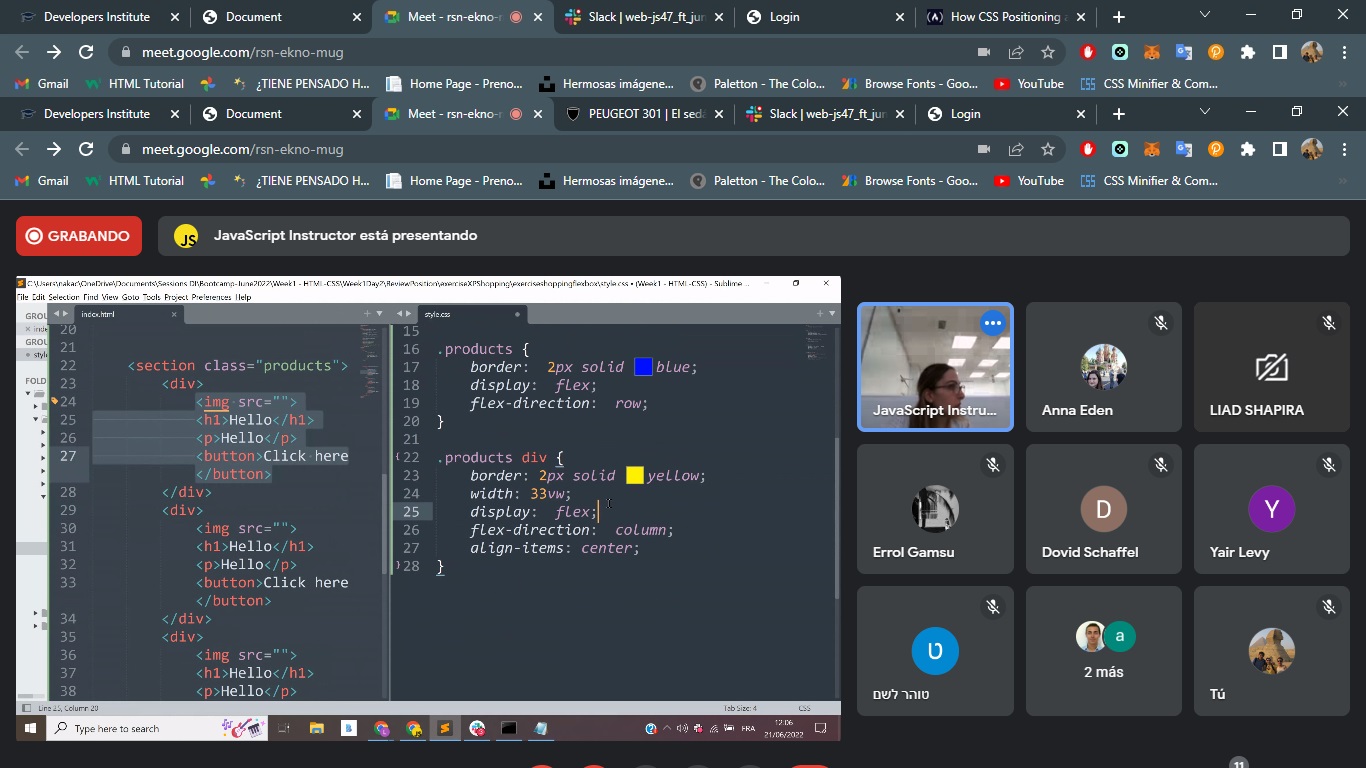 Developers Institute
Document
Meet - rsn-ekno-r
Slack | web-js47_ft_jun
Login
How CSS Positioning a
meet.google.com/rsn-ekno-mug
Gmail
HTML Tutorial
¿TIENE PENSADO H...
Home Page - Preno...
Hermosas imágene...
Paletton - The Colo...
Browse Fonts - Goo...
YouTube
CSS Minifier & Com...
Developers Institute
Document
Meet - rsn-ekno-r
PEUGEOT 301 | El sed
Slack | web-js47_ft_jun
Login
meet.google.com/rsn-ekno-mug
Gmail
HTML Tutorial
¿TIENE PENSADO H...
Home Page - Preno...
Hermosas imágene...
Paletton - The Colo...
Browse Fonts - Goo...
YouTube
CSS Minifier & Com...
GRABANDO
JS
JavaScript Instructor está presentando
C:\Users\nakac\OneDrive\Documents\Sessions DI\Bootcamp-June2022\Week1 - HTML-CSS\Week1Day2\ReviewPosition\exerciseXPShopping\exerciseshoppingflexbox\style.css • (Week1 - HTML-CSS) - Sublime ...
File Edit Selection Find View Goto Tools Project Preferences Help
GROU
inde
GROU
style
FOLD
index.html
20
21
22 <section class="products">
23 <div>
24 <img src="">
25 <h1>Hello</h1>
26 <p>Hello</p>
27 <button>Click here
</button>
28 </div>
29 <div>
30 <img src="">
31 <h1>Hello</h1>
32 <p>Hello</p>
33 <button>Click here
</button>
34 </div>
35 <div>
36 <img src="">
37 <h1>Hello</h1>
38 <p>Hello</p>
style.css
15
16 .products {
17 border: 2px solid blue;
18 display: flex;
19 flex-direction: row;
20 }
21
22 .products div {
23 border: 2px solid yellow;
24 width: 33vw;
25 display: flex;
26 flex-direction: column;
27 align-items: center;
28 }
Line 25, Column 20
Tab Size: 4
CSS
Type here to search
FRA
12:06
21/06/2022
JavaScript Instru...
Anna Eden
LIAD SHAPIRA
Errol Gamsu
D
Dovid Schaffel
Y
Yair Levy
ט
טוהר לשם
a
2 más
Tú
11